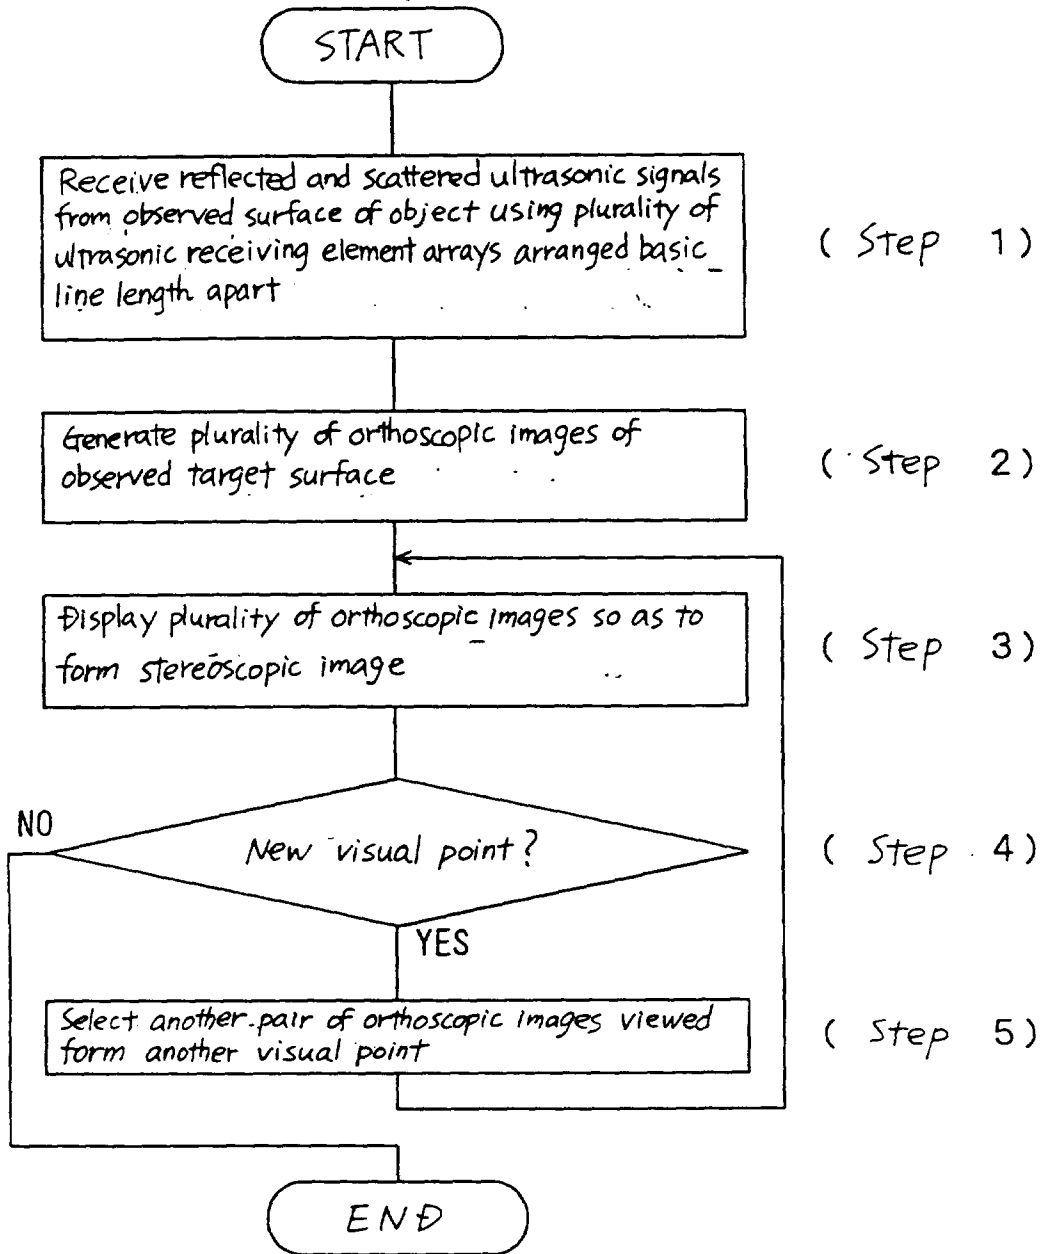 START
Receive reflected and scattered ultrasonic signals
from observed surface of object using plurality of
ultrasonic receiving element arrays arranged basic
line length apart
( Step 1 )
Generate plurality of orthoscopic images of
observed target surface
( Step 2 )
Display plurality of orthoscopic images so as to
form stereoscopic image
( Step 3 )
NO
New visual point?
( Step 4 )
YES
Select another pair of orthoscopic images viewed
form another visual point
( Step 5 )
END